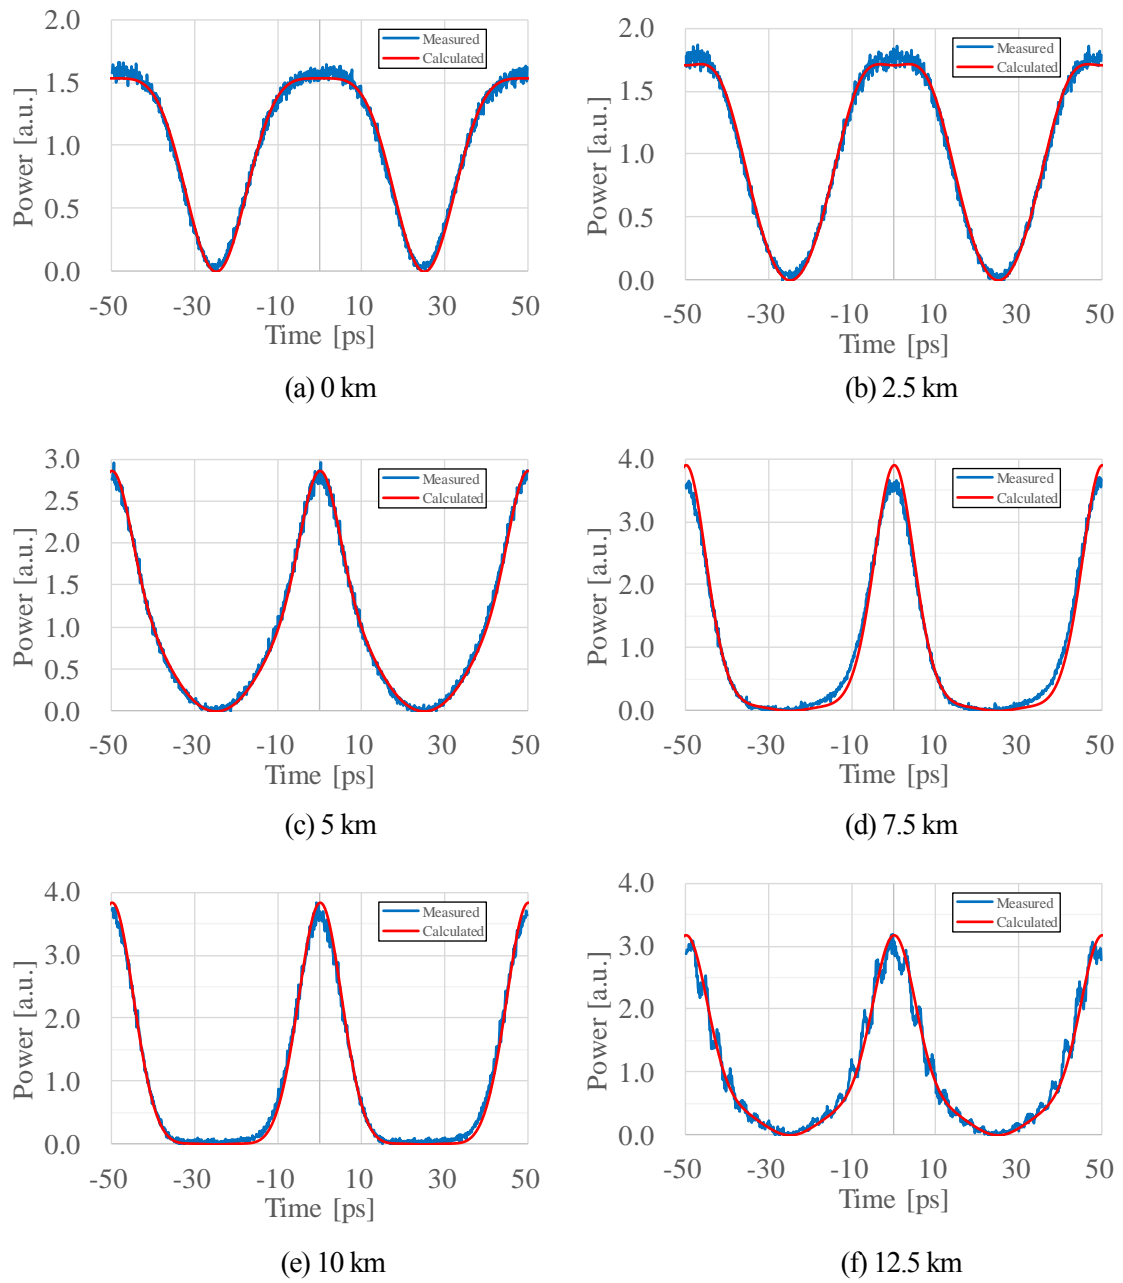 2.0
1.5
1.0
0.5
0.0
Power [a.u.]
Measured
Calculated
-50 -30 -10 10 30 50
Time [ps]
(a) 0 km
2.0
1.5
1.0
0.5
0.0
Power [a.u.]
Measured
Calculated
-50 -30 -10 10 30 50
Time [ps]
(b) 2.5 km
3.0
2.5
2.0
1.5
1.0
0.5
0.0
Power [a.u.]
Measured
Calculated
-50 -30 -10 10 30 50
Time [ps]
(c) 5 km
4.0
3.0
2.0
1.0
0.0
Power [a.u.]
Measured
Calculated
-50 -30 -10 10 30 50
Time [ps]
(d) 7.5 km
4.0
3.0
2.0
1.0
0.0
Power [a.u.]
Measured
Calculated
-50 -30 -10 10 30 50
Time [ps]
(e) 10 km
4.0
3.0
2.0
1.0
0.0
Power [a.u.]
Measured
Calculated
-50 -30 -10 10 30 50
Time [ps]
(f) 12.5 km